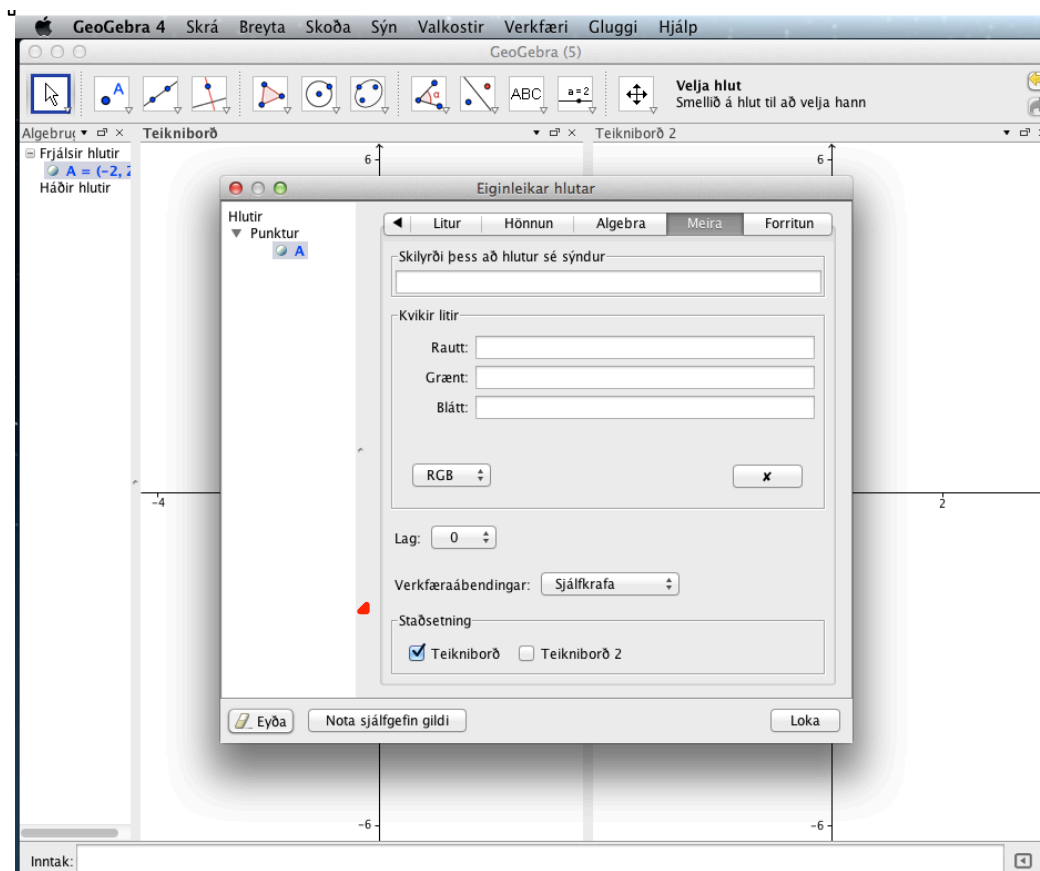 GeoGebra 4 Skrá Breyta Skoða Sýn Valkostir Verkfæri Gluggi Hjálp
GeoGebra (5)
A
α
ABC
a=2
Velja hlut
Smellið á hlut til að velja hann
Teikniborð
Teikniborð 2
Frjálsir hlutir
A = (-2,
Háðir hlutir
6
6
Eiginleikar hlutar
Hlutir
Punktur
A
Litur Hönnun Algebra Meira Forritun
Skilyrði þess að hlutur sé sýndur
Kvikir litir
Rautt:
Grænt:
Blátt:
RGB
-4
2
Lag: 0
Verkfæraábendingar: Sjálfkrafa
Staðsetning
Teikniborð Teikniborð 2
Eyða Nota sjálfgefin gildi Loka
-6
-6
Inntak: